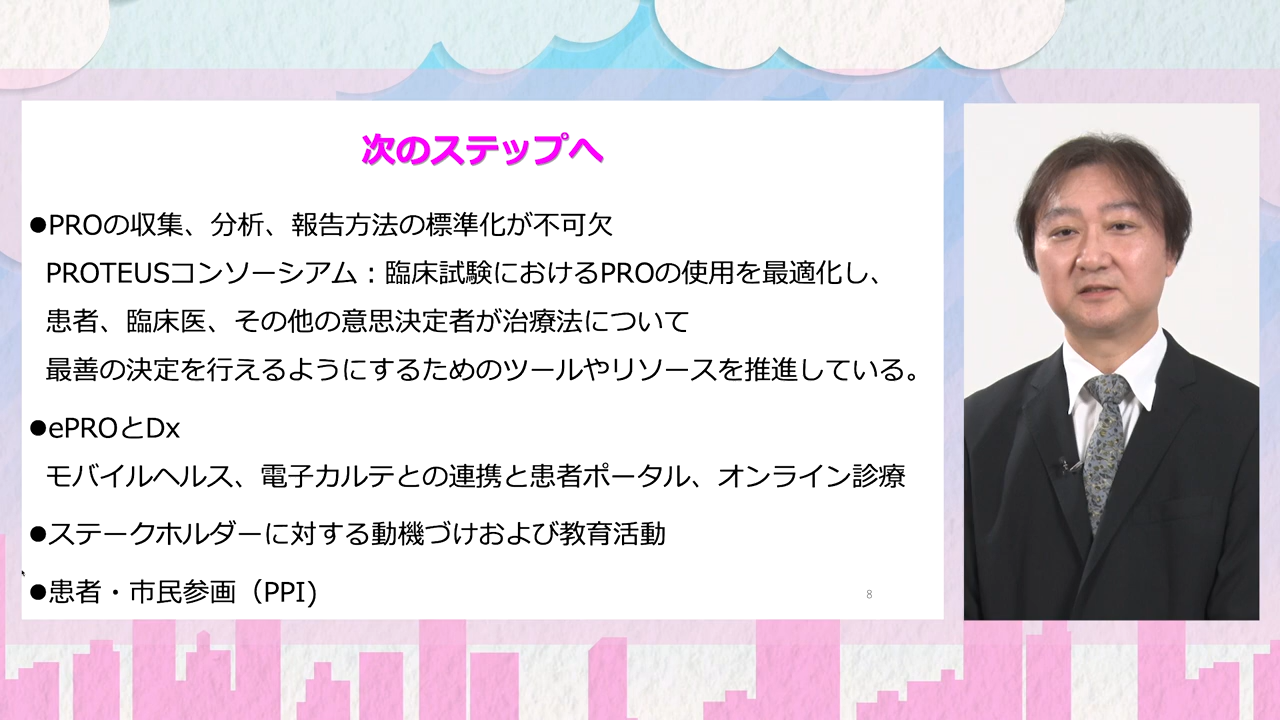 次のステップへ
●PROの収集、分析、報告方法の標準化が不可欠
PROTEUSコンソーシアム：臨床試験におけるPROの使用を最適化し、
患者、臨床医、その他の意思決定者が治療法について
最善の決定を行えるようにするためのツールやリソースを推進している。
●ePROとDx
モバイルヘルス、電子カルテとの連携と患者ポータル、オンライン診療
●ステークホルダーに対する動機づけおよび教育活動
●患者・市民参画（PPI)
8